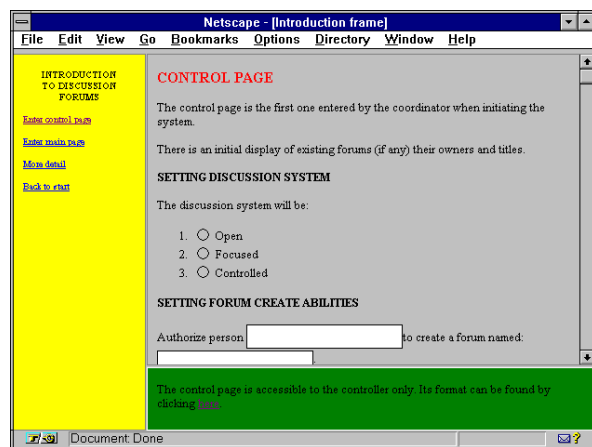 Netscape - [Introduction frame]
File Edit View Go Bookmarks Options Directory Window Help
INTRODUCTION
TO DISCUSSION
FORUMS
Enter control page
Enter main page
More detail
Back to start
CONTROL PAGE
The control page is the first one entered by the coordinator when initiating the
system.
There is an initial display of existing forums (if any) their owners and titles.
SETTING DISCUSSION SYSTEM
The discussion system will be:
1. Open
2. Focused
3. Controlled
SETTING FORUM CREATE ABILITIES
Authorize person to create a forum named:
.
The control page is accessible to the controller only. Its format can be found by
clicking here.
Document: Done